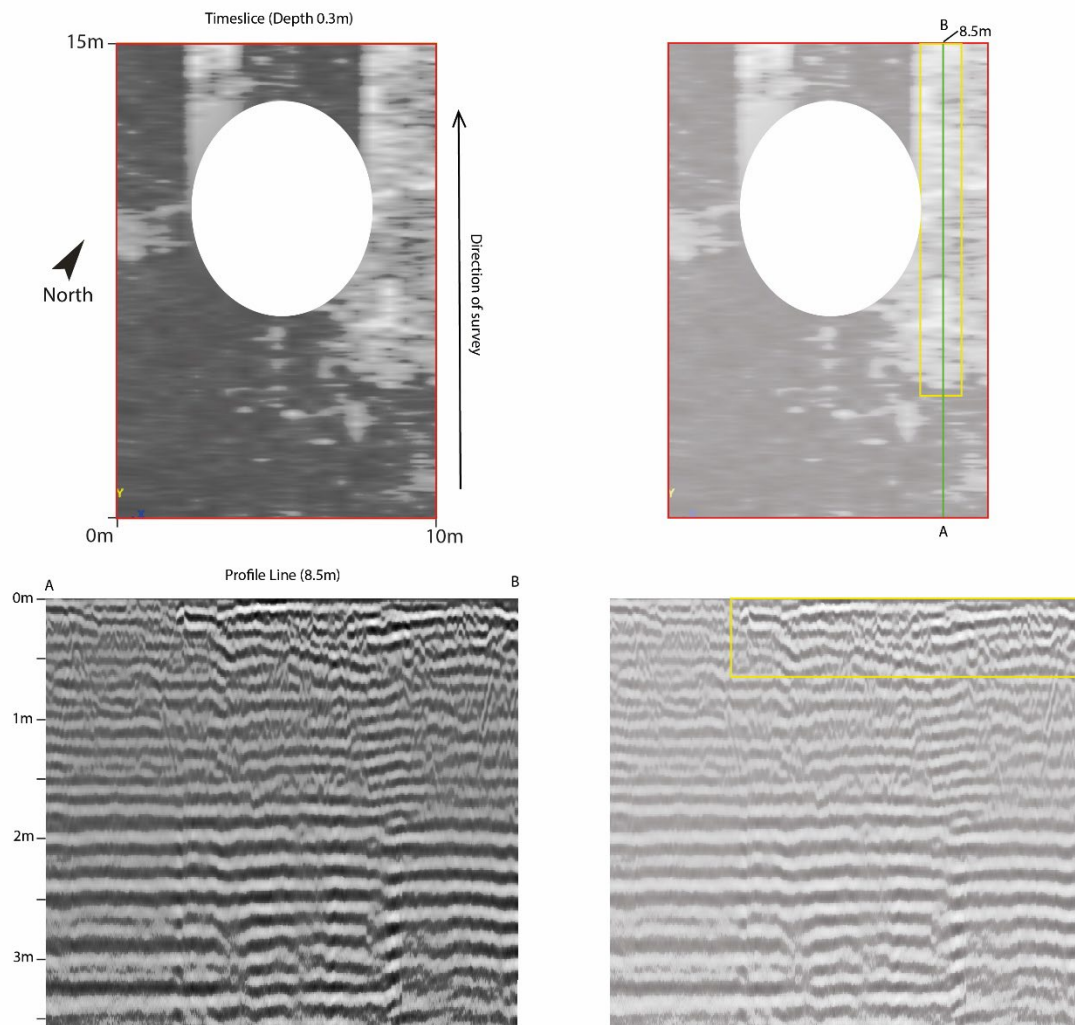 Timeslice (Depth 0.3m)
B
15m
8.5m
Direction of survey
North
Y
X
Y
0m
10m
A
Profile Line (8.5m)
A
B
0m
1m
2m
3m